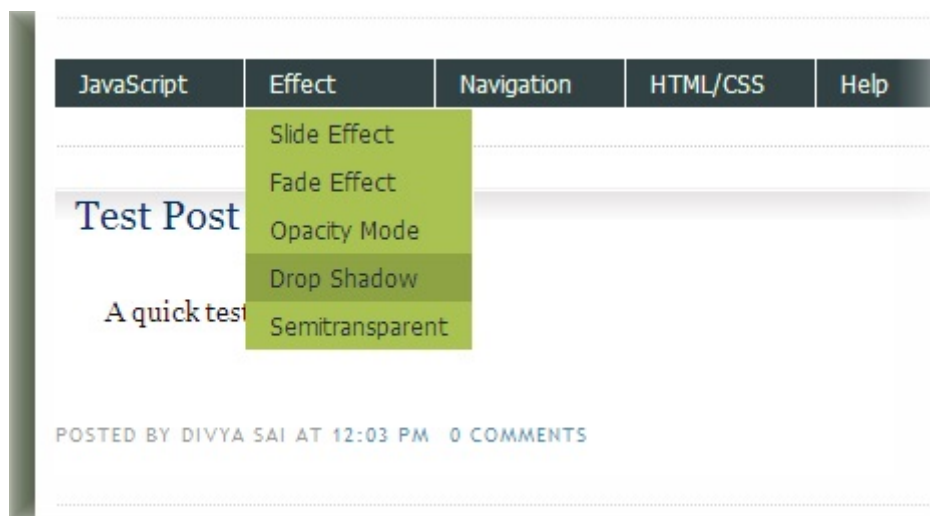 JavaScript Effect Navigation HTML/CSS Help
Slide Effect
Fade Effect
Opacity Mode
Drop Shadow
Semitransparent
Test Post
A quick test
POSTED BY DIVYA SAI AT 12:03 PM 0 COMMENTS